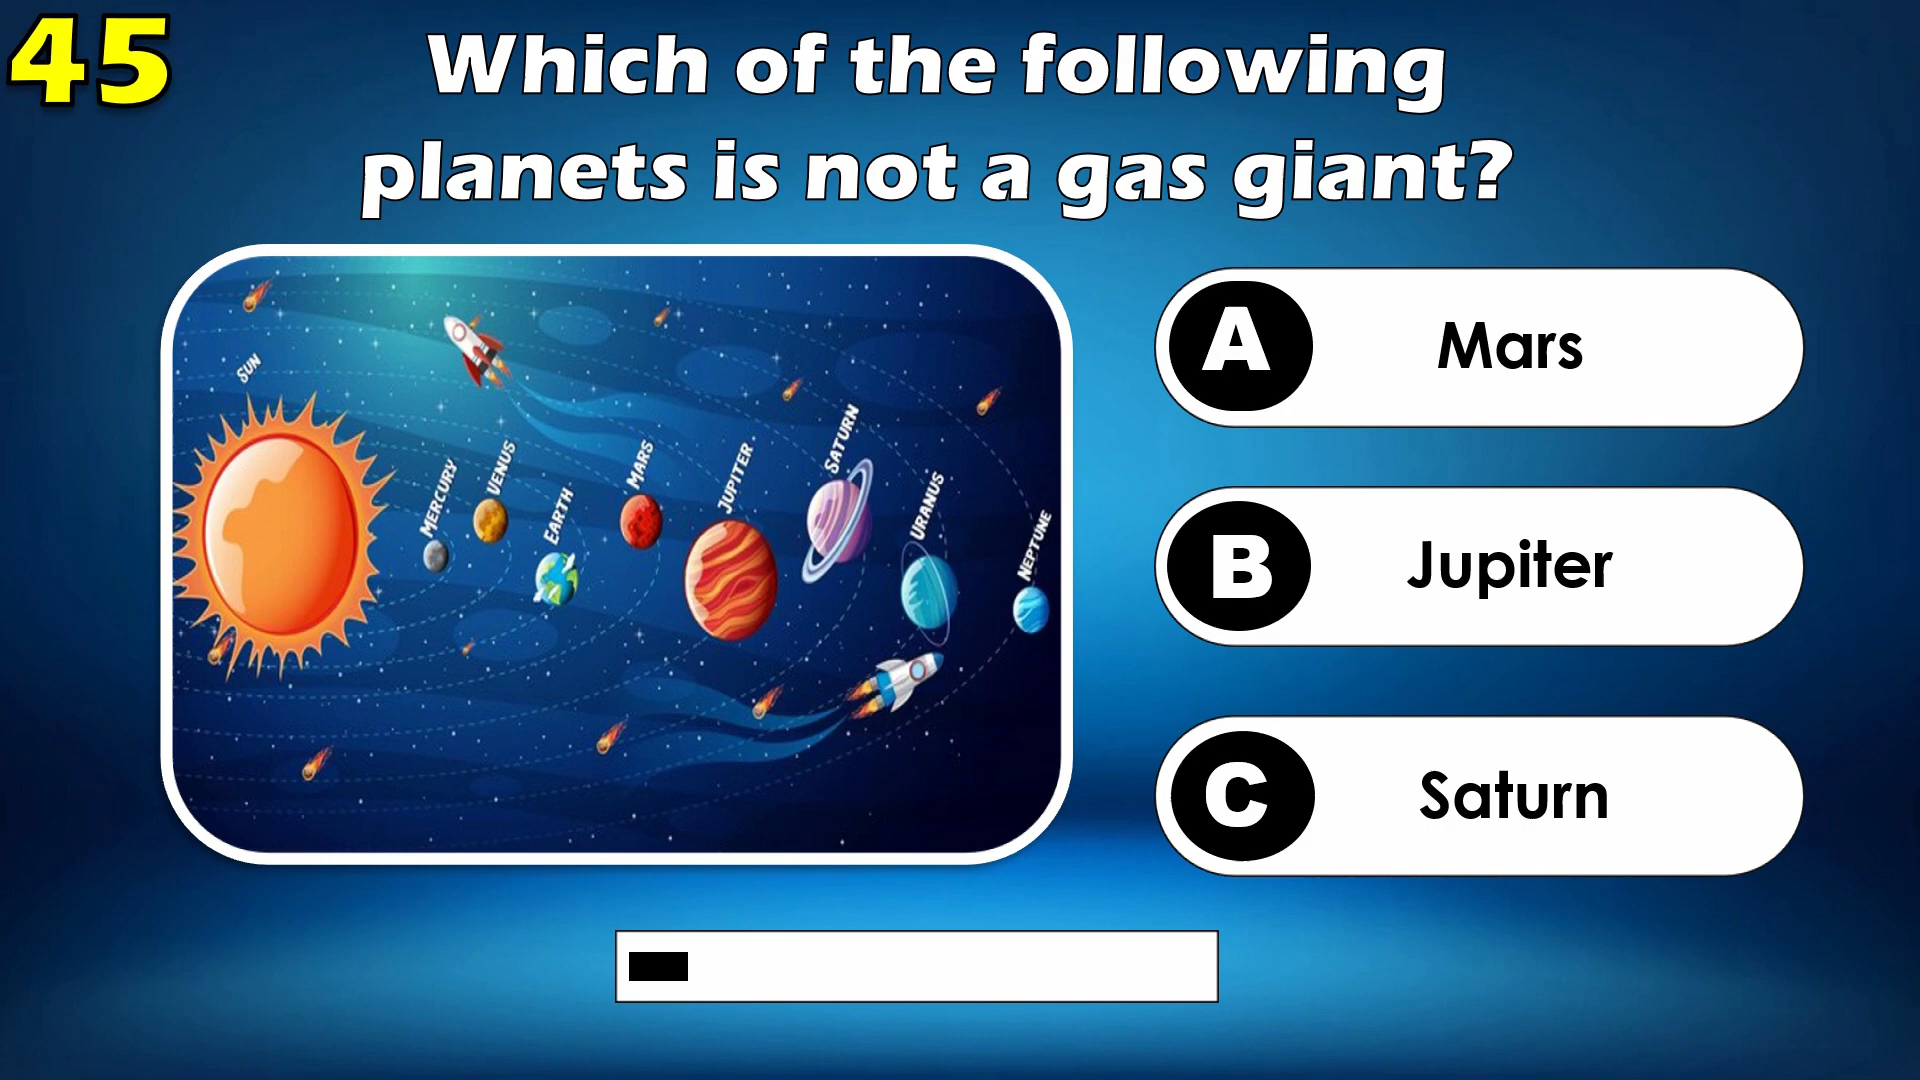 45
Which of the following
planets is not a gas giant?
SUN
MERCURY
VENUS
EARTH
MARS
JUPITER
SATURN
URANUS
NEPTUNE
A Mars
B Jupiter
C Saturn